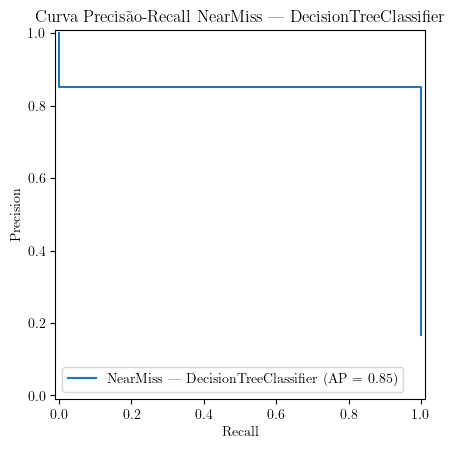 Curva Precisão-Recall NearMiss — DecisionTreeClassifier
1.0
0.8
0.6
0.4
0.2
0.0
Precision
NearMiss — DecisionTreeClassifier (AP = 0.85)
0.0 0.2 0.4 0.6 0.8 1.0
Recall